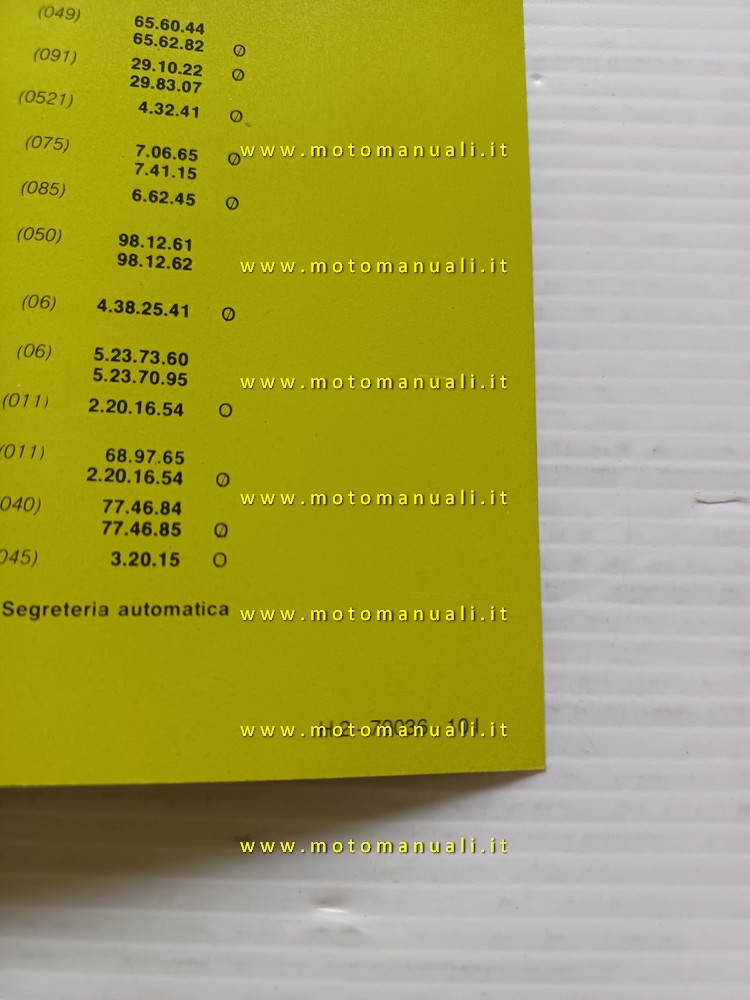 (049) 65.60.44
65.62.82 Ø
(091) 29.10.22 Ø
29.83.07
(0521) 4.32.41 Ø
(075) 7.06.65 Ø www.motomanuali.it
7.41.15
(085) 6.62.45 Ø
(050) 98.12.61
98.12.62 www.motomanuali.it
(06) 4.38.25.41 Ø
(06) 5.23.73.60
5.23.70.95 www.motomanuali.it
(011) 2.20.16.54 O
(011) 68.97.65
2.20.16.54 Ø
www.motomanuali.it
(040) 77.46.84
77.46.85 Ø
045) 3.20.15 O
Segreteria automatica www.motomanuali.it
www.motomanuali.it
www.motomanuali.it